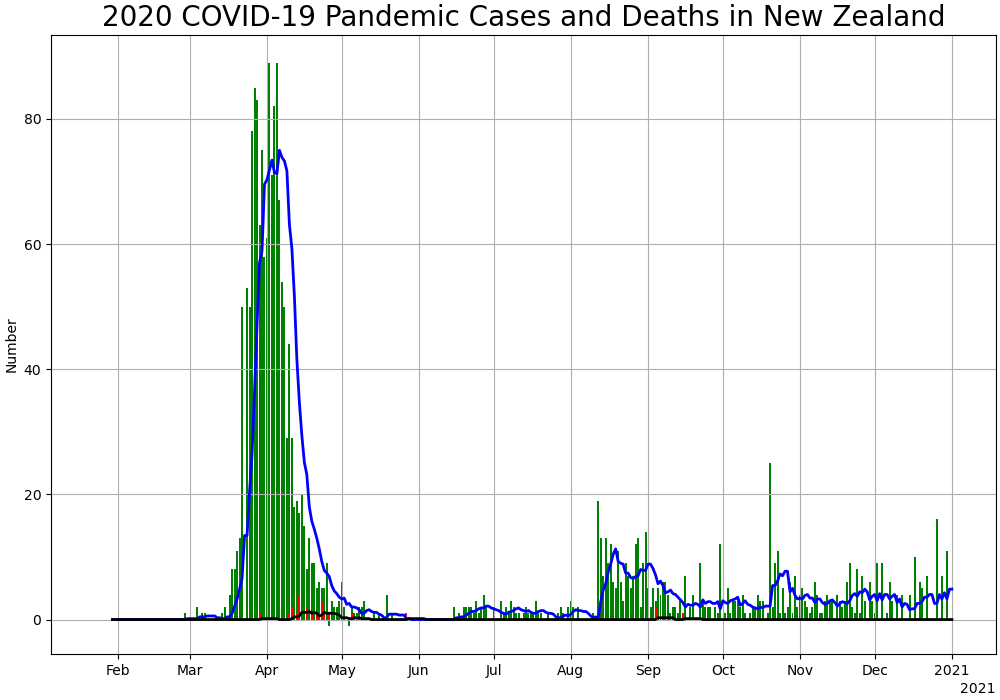 2020 COVID-19 Pandemic Cases and Deaths in New Zealand
80
60
40
20
0
Number
Feb Mar Apr May Jun Jul Aug Sep Oct Nov Dec 2021
2021